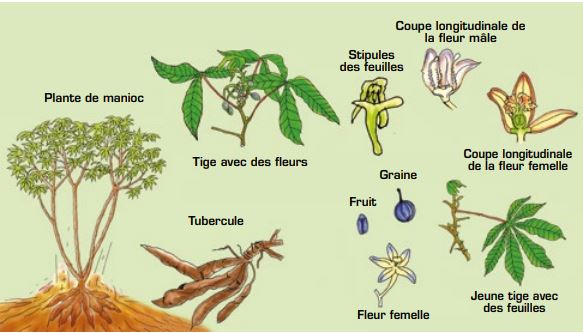 Coupe longitudinale de
la fleur mâle
Stipules
des feuilles
Plante de manioc
Tige avec des fleurs
Coupe longitudinale
de la fleur femelle
Graine
Fruit
Tubercule
Fleur femelle
Jeune tige avec
des feuilles